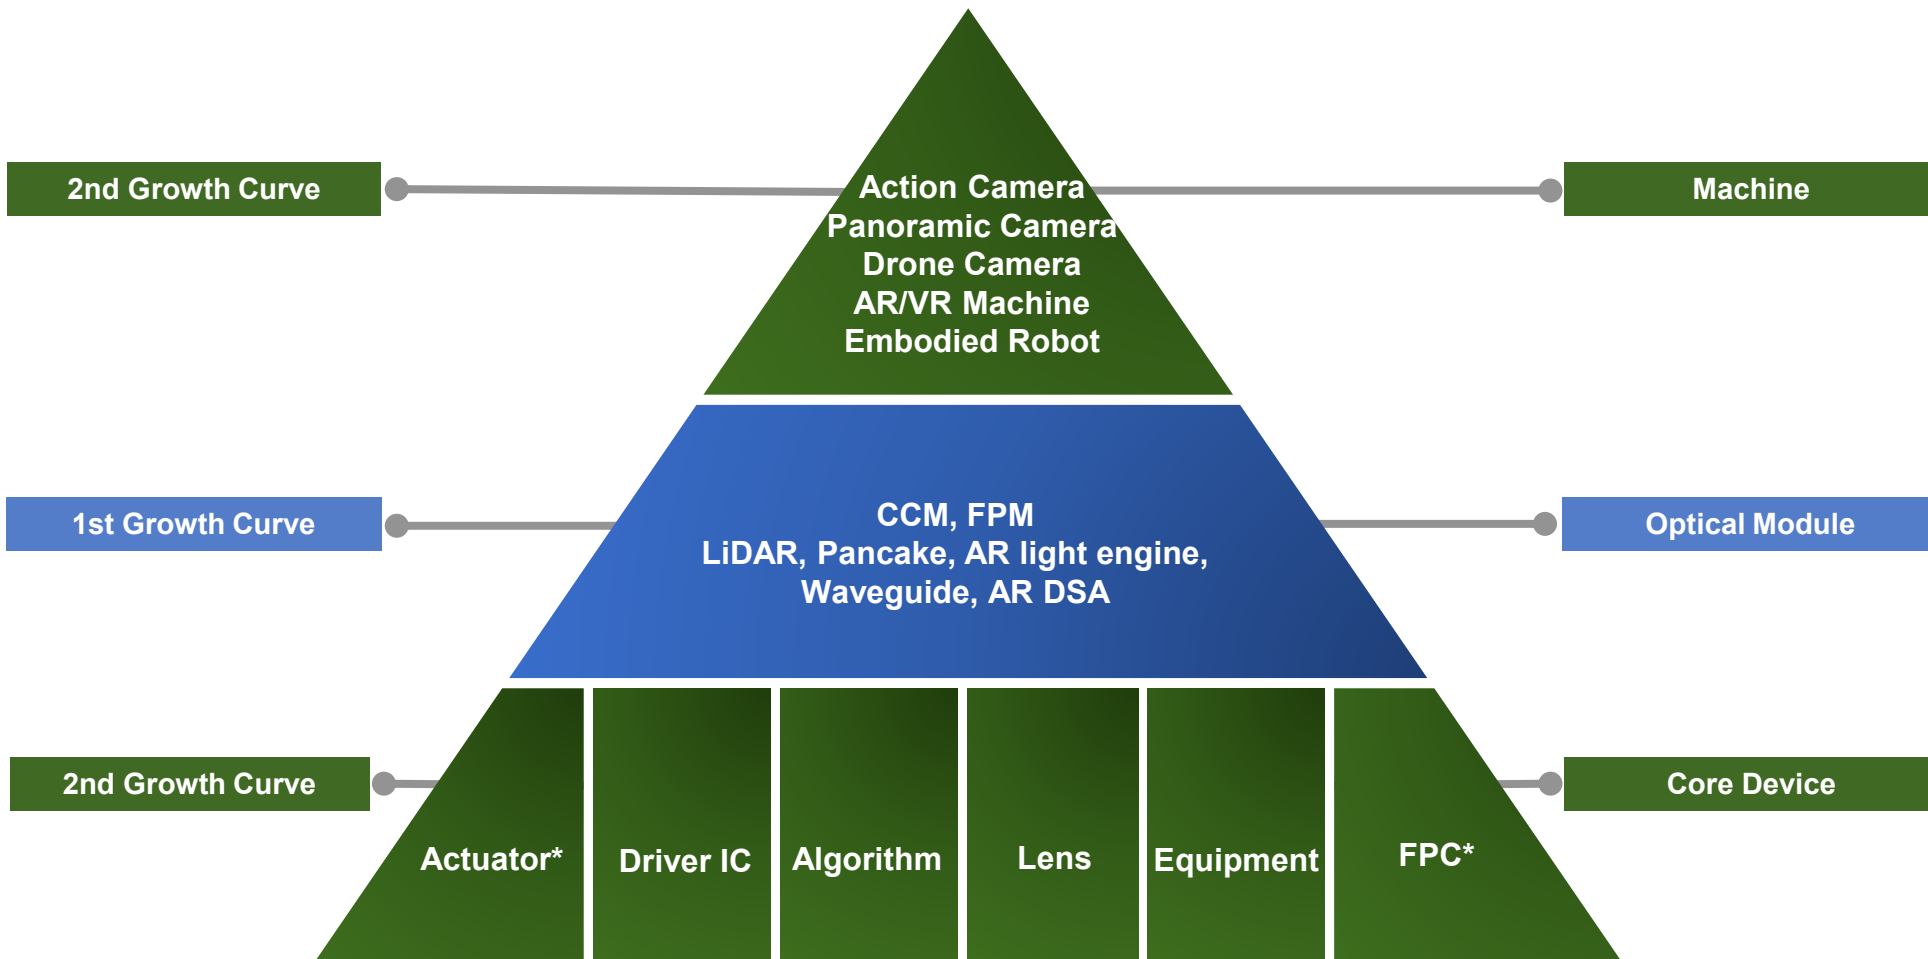 2nd Growth Curve
Action Camera
Panoramic Camera
Drone Camera
AR/VR Machine
Embodied Robot
Machine
1st Growth Curve
CCM, FPM
LiDAR, Pancake, AR light engine,
Waveguide, AR DSA
Optical Module
2nd Growth Curve
Core Device
Actuator*
Driver IC
Algorithm
Lens
Equipment
FPC*